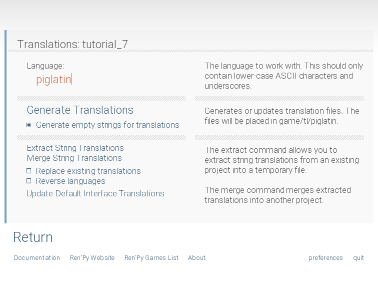 Translations: tutorial_7
Language:
piglatin
The language to work with. This should only
contain lower-case ASCII characters and
underscores.
Generate Translations
Generate empty strings for translations
Generates or updates translation files. The
files will be placed in game/tl/piglatin.
Extract String Translations
Merge String Translations
Replace existing translations
Reverse languages
Update Default Interface Translations
The extract command allows you to
extract string translations from an existing
project into a temporary file.
The merge command merges extracted
translations into another project.
Return
Documentation Ren'Py Website Ren'Py Games List About preferences quit